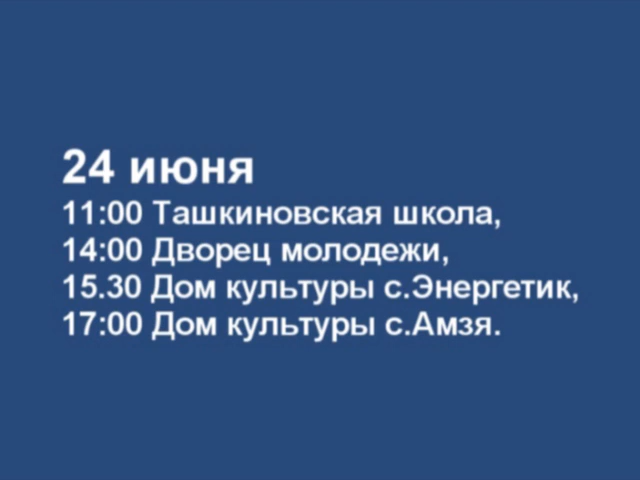 24 июня
11:00 Ташкиновская школа,
14:00 Дворец молодежи,
15.30 Дом культуры с.Энергетик,
17:00 Дом культуры с.Амзя.